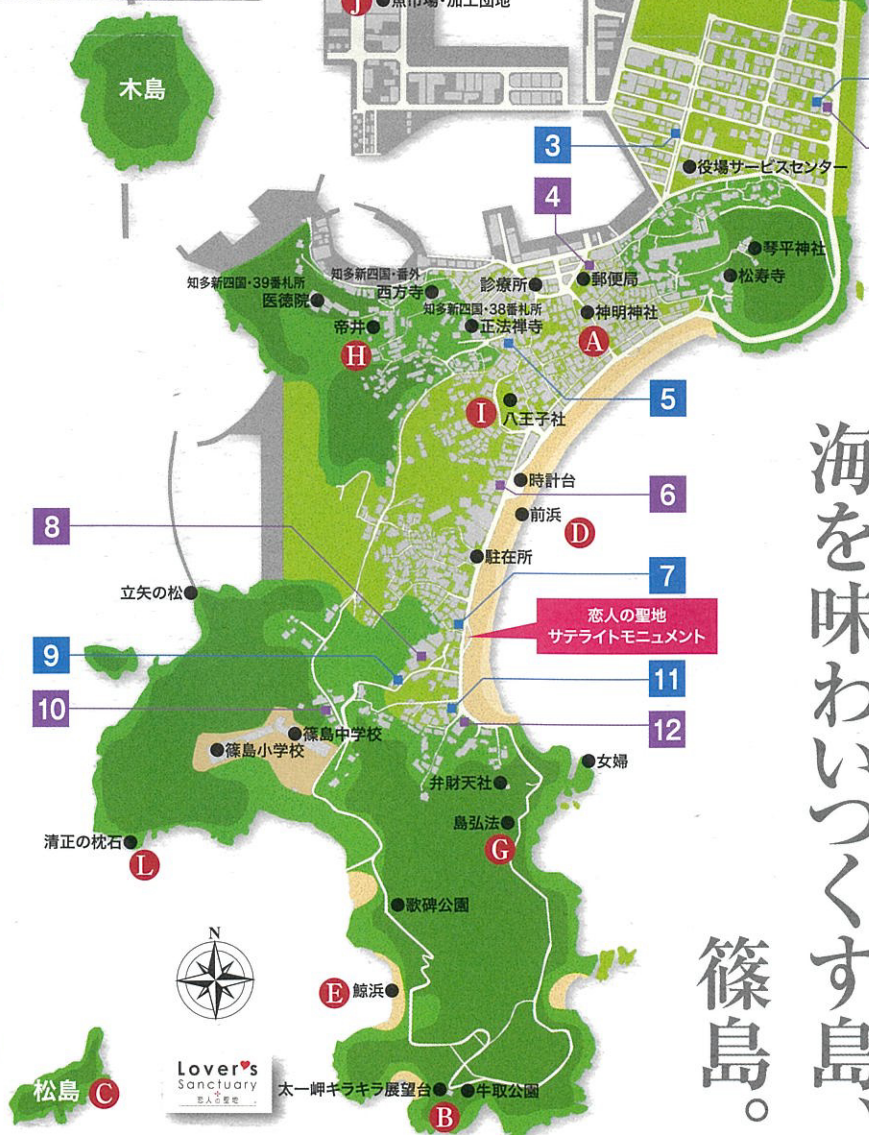 J
魚市場・加工団地
木島
3
役場サービスセンター
4
琴平神社
知多新四国・番外
西方寺
診療所
郵便局
松寿寺
知多新四国・39番札所
医徳院
知多新四国・38番札所
正法禅寺
神明神社
帝井
H
A
5
I
八王子社
時計台
6
前浜
D
8
駐在所
7
立矢の松
恋人の聖地
サテライトモニュメント
9
11
10
12
篠島中学校
篠島小学校
女婦
弁財天社
島弘法
G
清正の枕石
L
歌碑公園
N
E
鯨浜
Lover's
Sanctuary
恋人の聖地
松島
C
太一岬キラキラ展望台
牛取公園
B
海を味わいつくす島、
篠島。